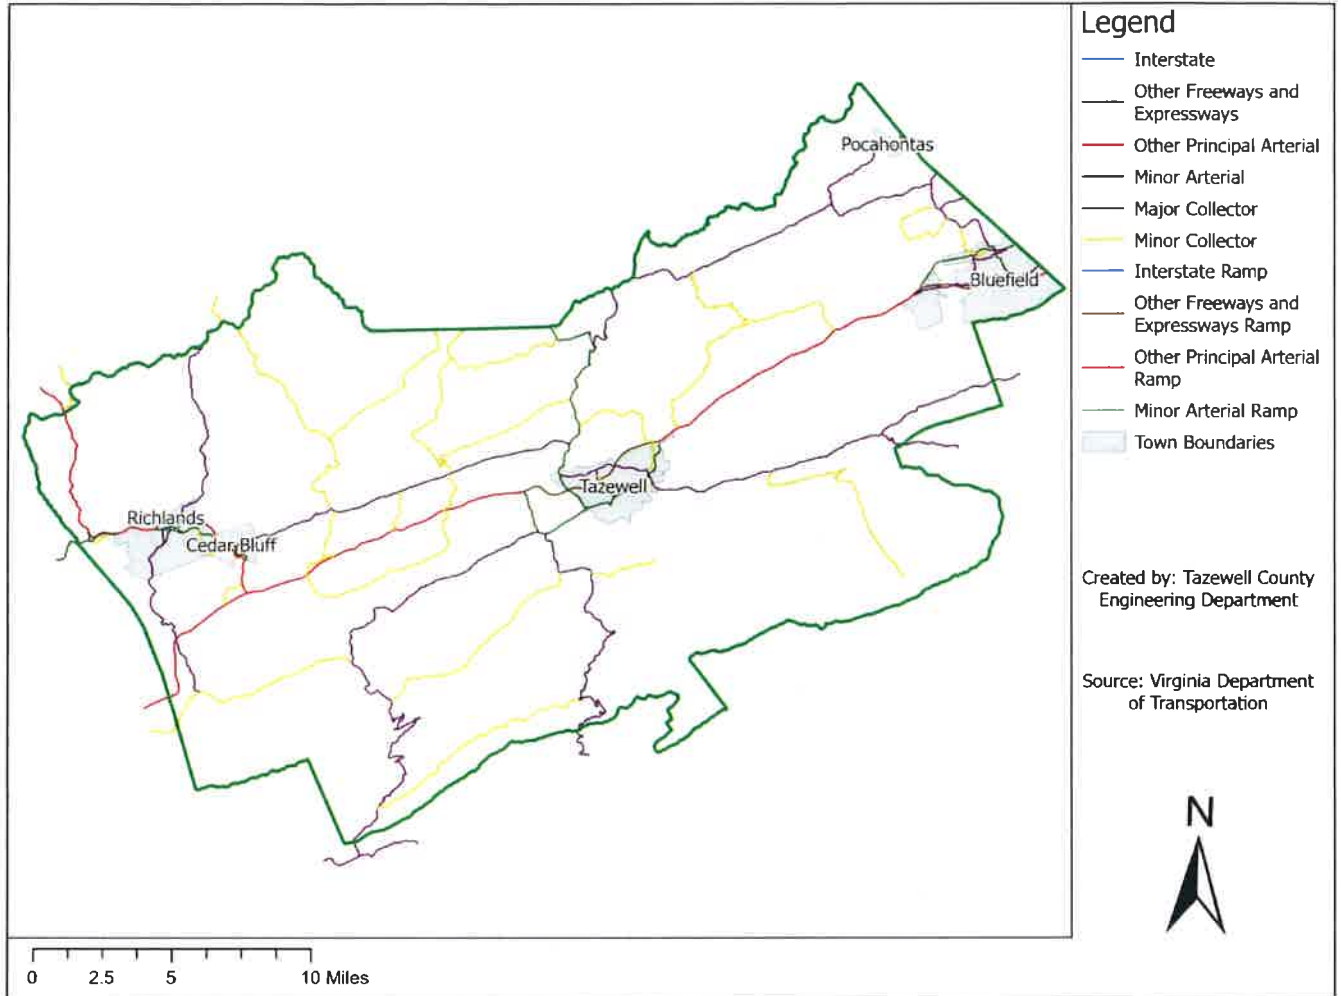 Legend
Interstate
Other Freeways and
Expressways
Other Principal Arterial
Minor Arterial
Major Collector
Minor Collector
Interstate Ramp
Other Freeways and
Expressways Ramp
Other Principal Arterial
Ramp
Minor Arterial Ramp
Town Boundaries
Pocahontas
Bluefield
Tazewell
Richlands
Cedar Bluff
Created by: Tazewell County
Engineering Department
Source: Virginia Department
of Transportation
N
0 2.5 5 10 Miles